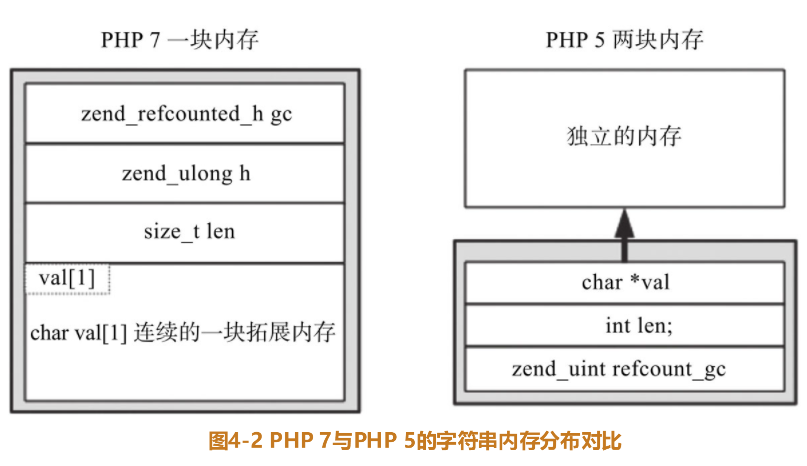 PHP 7 一块内存
zend_refcounted_h gc
zend_ulong h
size_t len
val[1]
char val[1] 连续的一块拓展内存
PHP 5 两块内存
独立的内存
char *val
int len;
zend_uint refcount_gc
图4-2 PHP 7与PHP 5的字符串内存分布对比